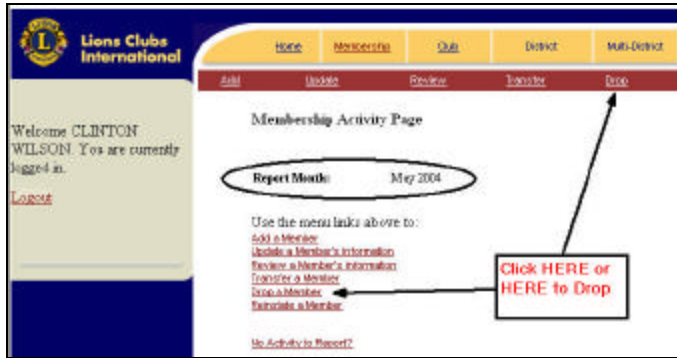 Lions Clubs
International
Home Membership Club District Multi-District
Add Update Review Transfer Drop
Welcome CLINTON
WILSON. You are currently
logged in.
Logout
Membership Activity Page
Report Month: May 2004
Use the menu links above to:
Add a Member
Update a Member's information
Review a Member's information
Transfer a Member
Drop a Member
Reinstate a Member
No Activity to Report?
Click HERE or
HERE to Drop